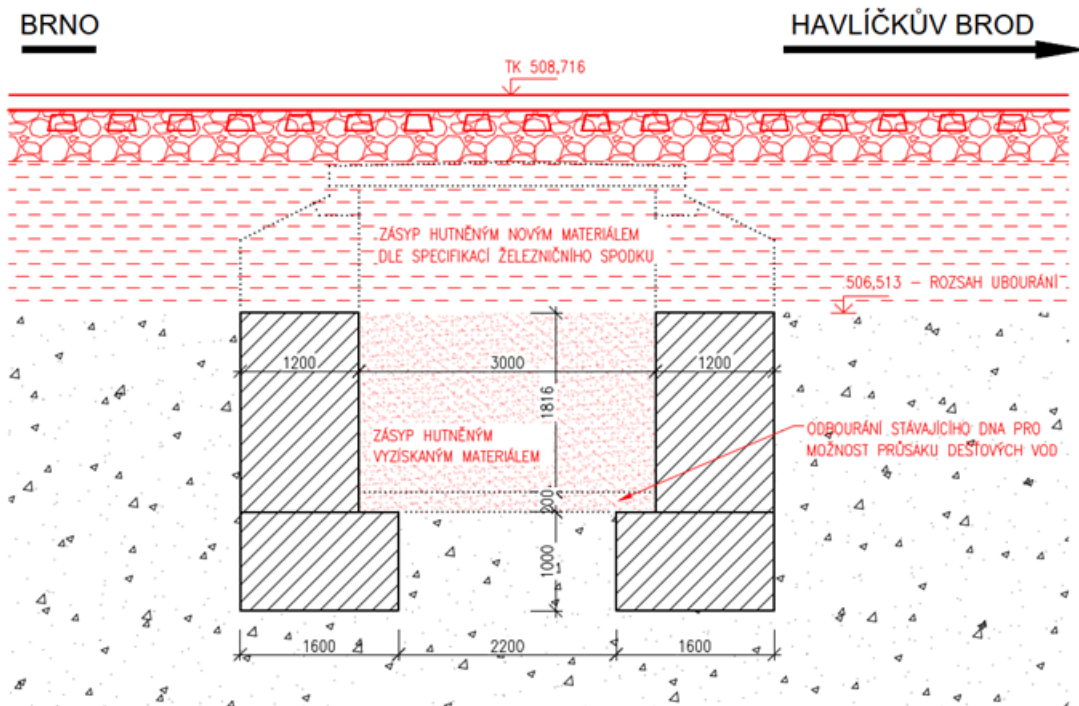 BRNO
HAVLÍČKŮV BROD
TK 508,716
ZÁSYP HUTNĚNÝM NOVÝM MATERIÁLEM
DLE SPECIFIKACÍ ŽELEZNIČNÍHO SPODKU
506,513 – ROZSAH UBOURÁNÍ
1200
3000
1200
1816
ZÁSYP HUTNĚNÝM
VYZÍSKANÝM MATERIÁLEM
ODBOURÁNÍ STÁVAJÍCÍHO DNA PRO
MOŽNOST PRŮSAKU DEŠŤOVÝCH VOD
200
1000
1600
2200
1600